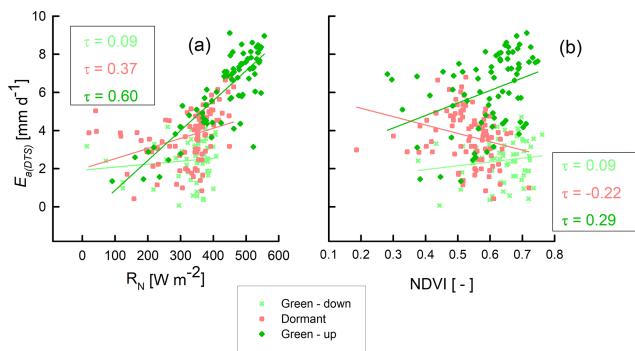 τ = 0.09
τ = 0.37
τ = 0.60
(a)
(b)
E a(DTS) [mm d-1]
10
8
6
4
2
0
0 100 200 300 400 500 600
R N [W m-2]
0.1 0.2 0.3 0.4 0.5 0.6 0.7 0.8
NDVI [ - ]
τ = 0.09
τ = -0.22
τ = 0.29
Green - down
Dormant
Green - up